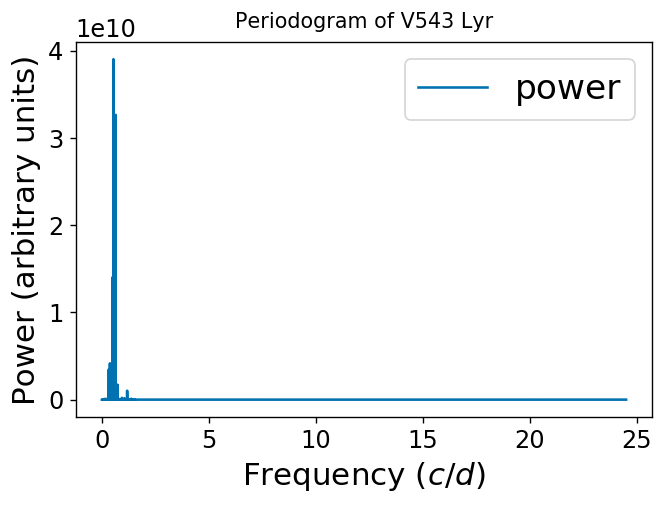 Periodogram of V543 Lyr
1e10
power
Power (arbitrary units)
4
3
2
1
0
0 5 10 15 20 25
Frequency (c/d)